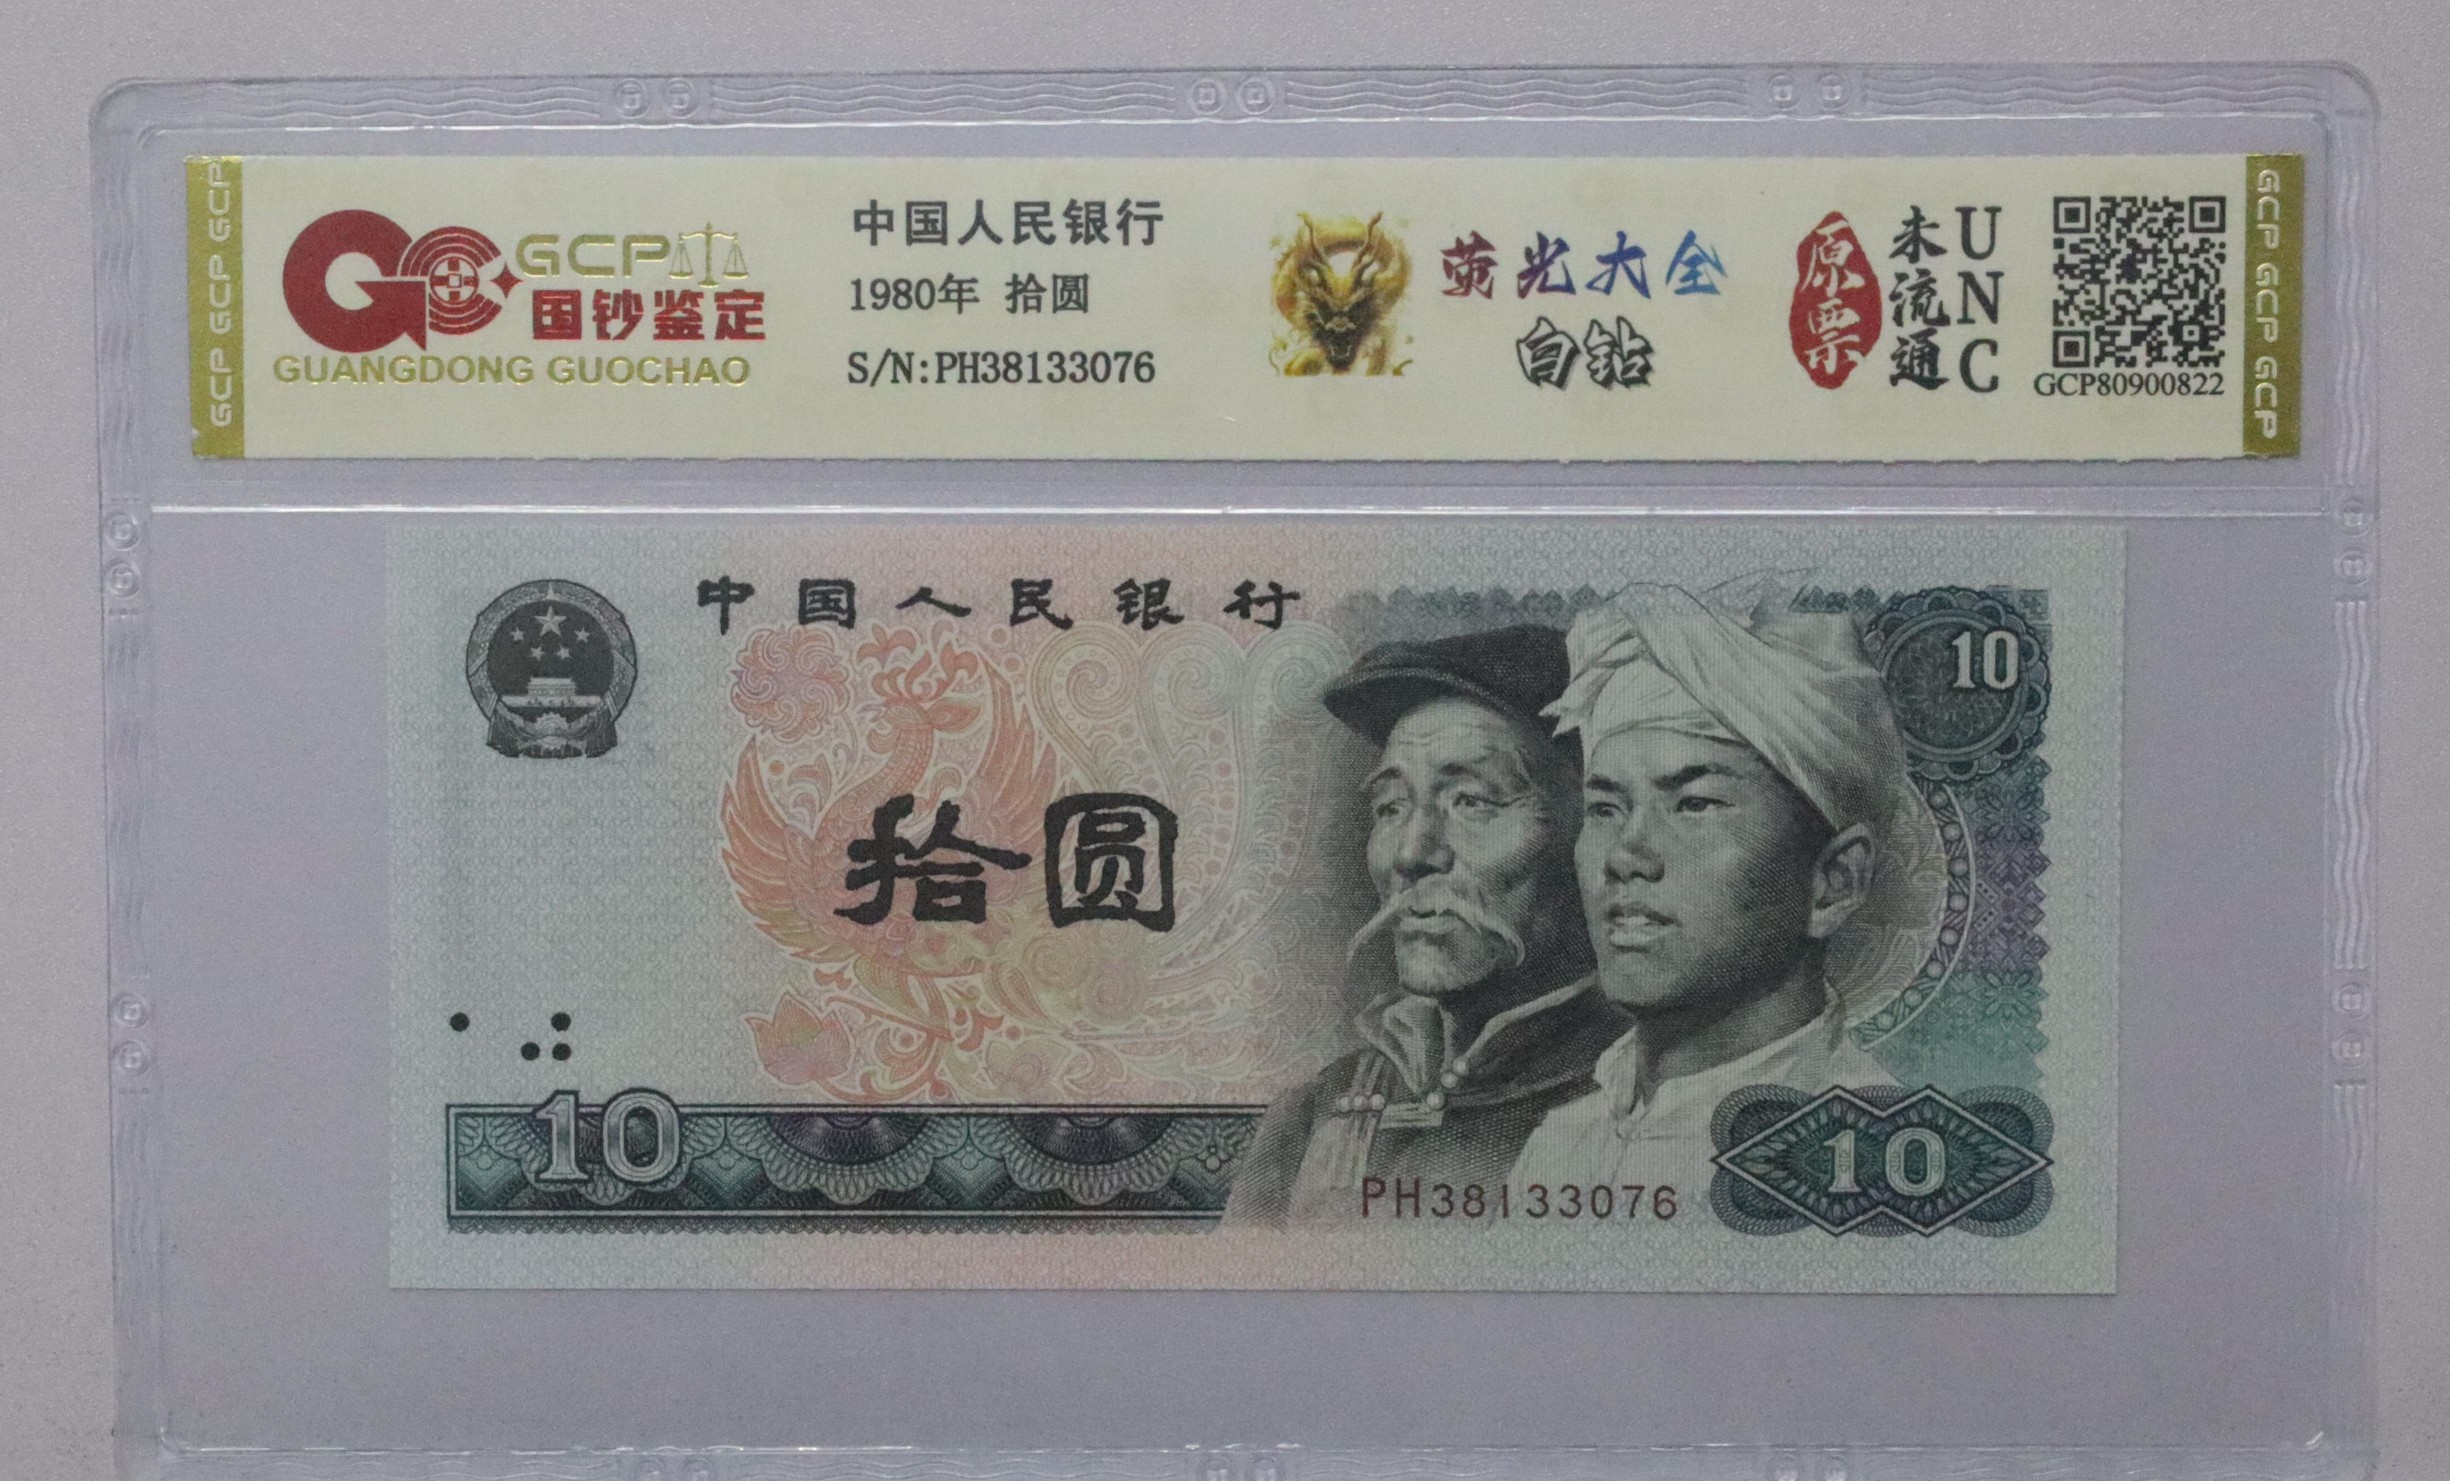 GCP GCP GCP
GCP
国钞鉴定
GUANGDONG GUOCHAO
中国人民银行
1980年 拾圆
S/N:PH38133076
荧光大全
白钻
原票
未流通
UNC
GCP80900822
GCP GCP GCP
中国人民银行
10
拾圆
10
PH38133076
10